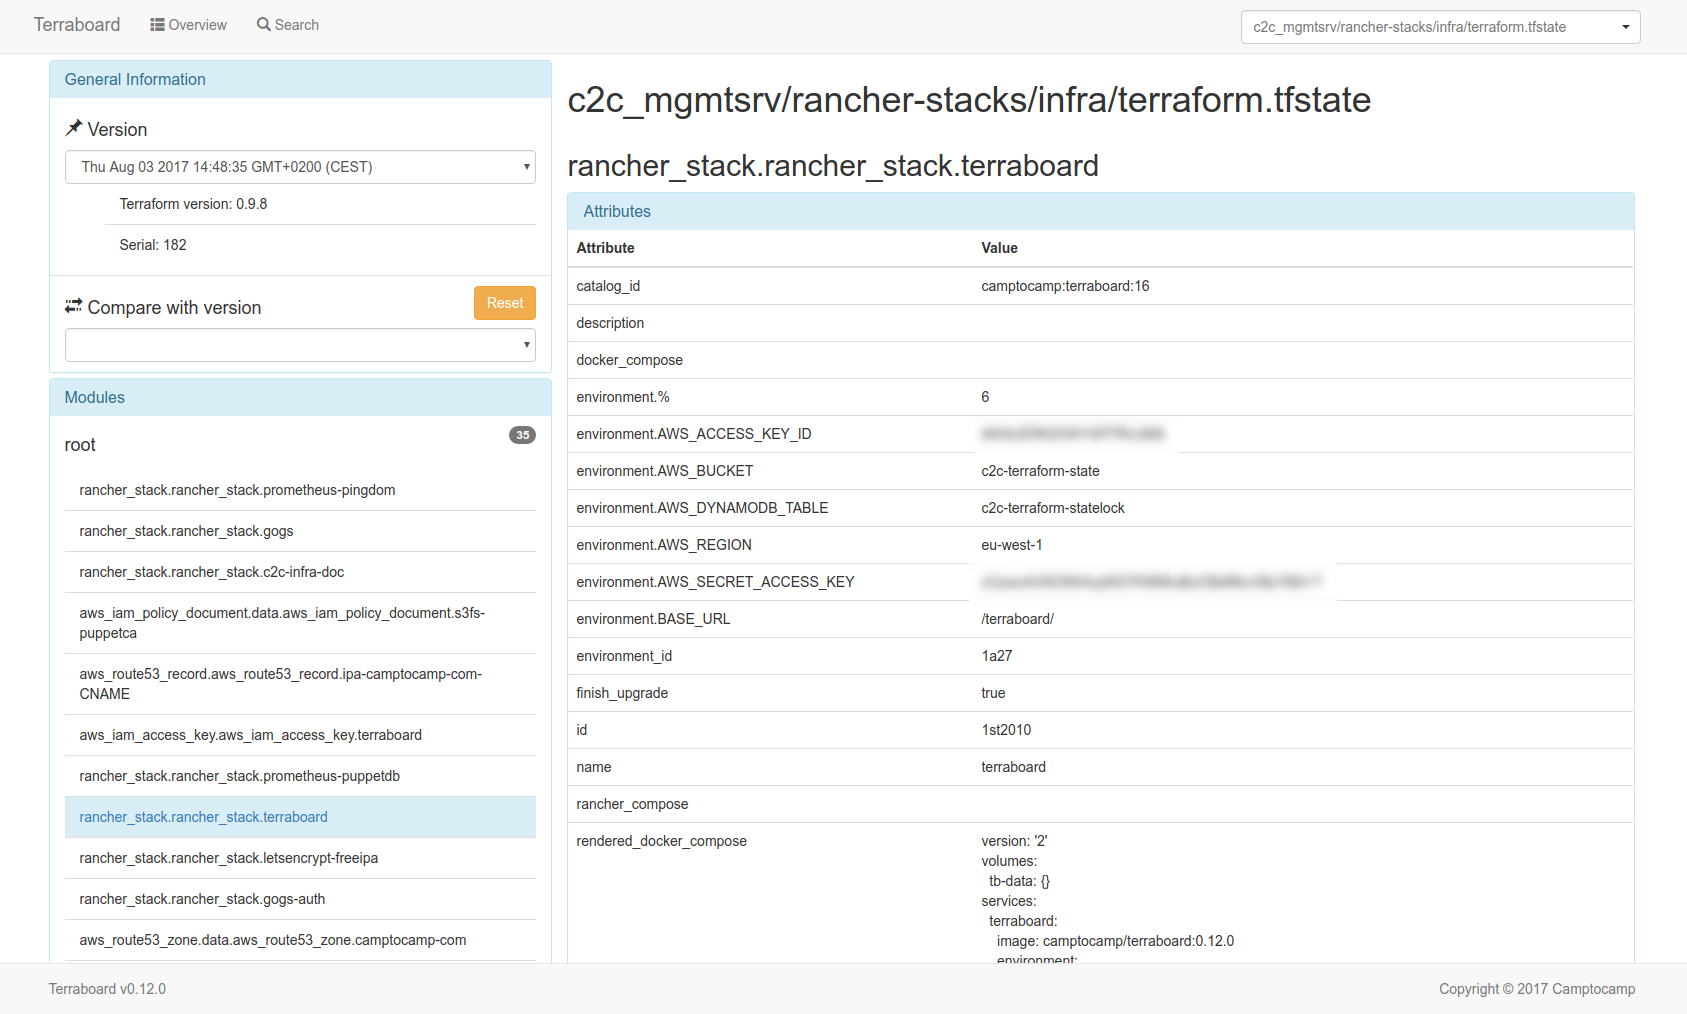 Terraboard
Overview
Search
c2c_mgmtsrv/rancher-stacks/infra/terraform.tfstate
General Information
Version
Thu Aug 03 2017 14:48:35 GMT+0200 (CEST)
Terraform version: 0.9.8
Serial: 182
Compare with version
Reset
Modules
root
35
rancher_stack.rancher_stack.prometheus-pingdom
rancher_stack.rancher_stack.gogs
rancher_stack.rancher_stack.c2c-infra-doc
aws_iam_policy_document.data.aws_iam_policy_document.s3fs-
puppetca
aws_route53_record.aws_route53_record.ipa-camptocamp-com-
CNAME
aws_iam_access_key.aws_iam_access_key.terraboard
rancher_stack.rancher_stack.prometheus-puppetdb
rancher_stack.rancher_stack.terraboard
rancher_stack.rancher_stack.letsencrypt-freeipa
rancher_stack.rancher_stack.gogs-auth
aws_route53_zone.data.aws_route53_zone.camptocamp-com
c2c_mgmtsrv/rancher-stacks/infra/terraform.tfstate
rancher_stack.rancher_stack.terraboard
Attributes
Attribute Value
catalog_id camptocamp:terraboard:16
description
docker_compose
environment.% 6
environment.AWS_ACCESS_KEY_ID
environment.AWS_BUCKET c2c-terraform-state
environment.AWS_DYNAMODB_TABLE c2c-terraform-statelock
environment.AWS_REGION eu-west-1
environment.AWS_SECRET_ACCESS_KEY
environment.BASE_URL /terraboard/
environment_id 1a27
finish_upgrade true
id 1st2010
name terraboard
rancher_compose
rendered_docker_compose version: '2'
volumes:
tb-data: {}
services:
terraboard:
image: camptocamp/terraboard:0.12.0
environment:
Terraboard v0.12.0
Copyright © 2017 Camptocamp